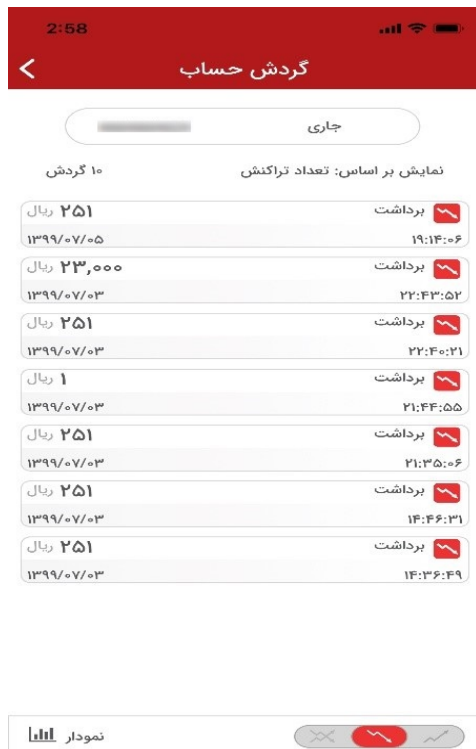 2:58
گردش حساب
جاری
نمایش بر اساس: تعداد تراکنش ۱۰ گردش
برداشت ۲۵۱ ریال
۱۹:۱۴:۰۶ ۱۳۹۹/۰۷/۰۵
برداشت ۲۳,۰۰۰ ریال
۲۲:۴۳:۵۲ ۱۳۹۹/۰۷/۰۳
برداشت ۲۵۱ ریال
۲۲:۴۰:۲۱ ۱۳۹۹/۰۷/۰۳
برداشت ۱ ریال
۲۱:۴۴:۵۵ ۱۳۹۹/۰۷/۰۳
برداشت ۲۵۱ ریال
۲۱:۳۵:۰۶ ۱۳۹۹/۰۷/۰۳
برداشت ۲۵۱ ریال
۱۴:۴۶:۳۱ ۱۳۹۹/۰۷/۰۳
برداشت ۲۵۱ ریال
۱۴:۳۶:۴۹ ۱۳۹۹/۰۷/۰۳
نمودار